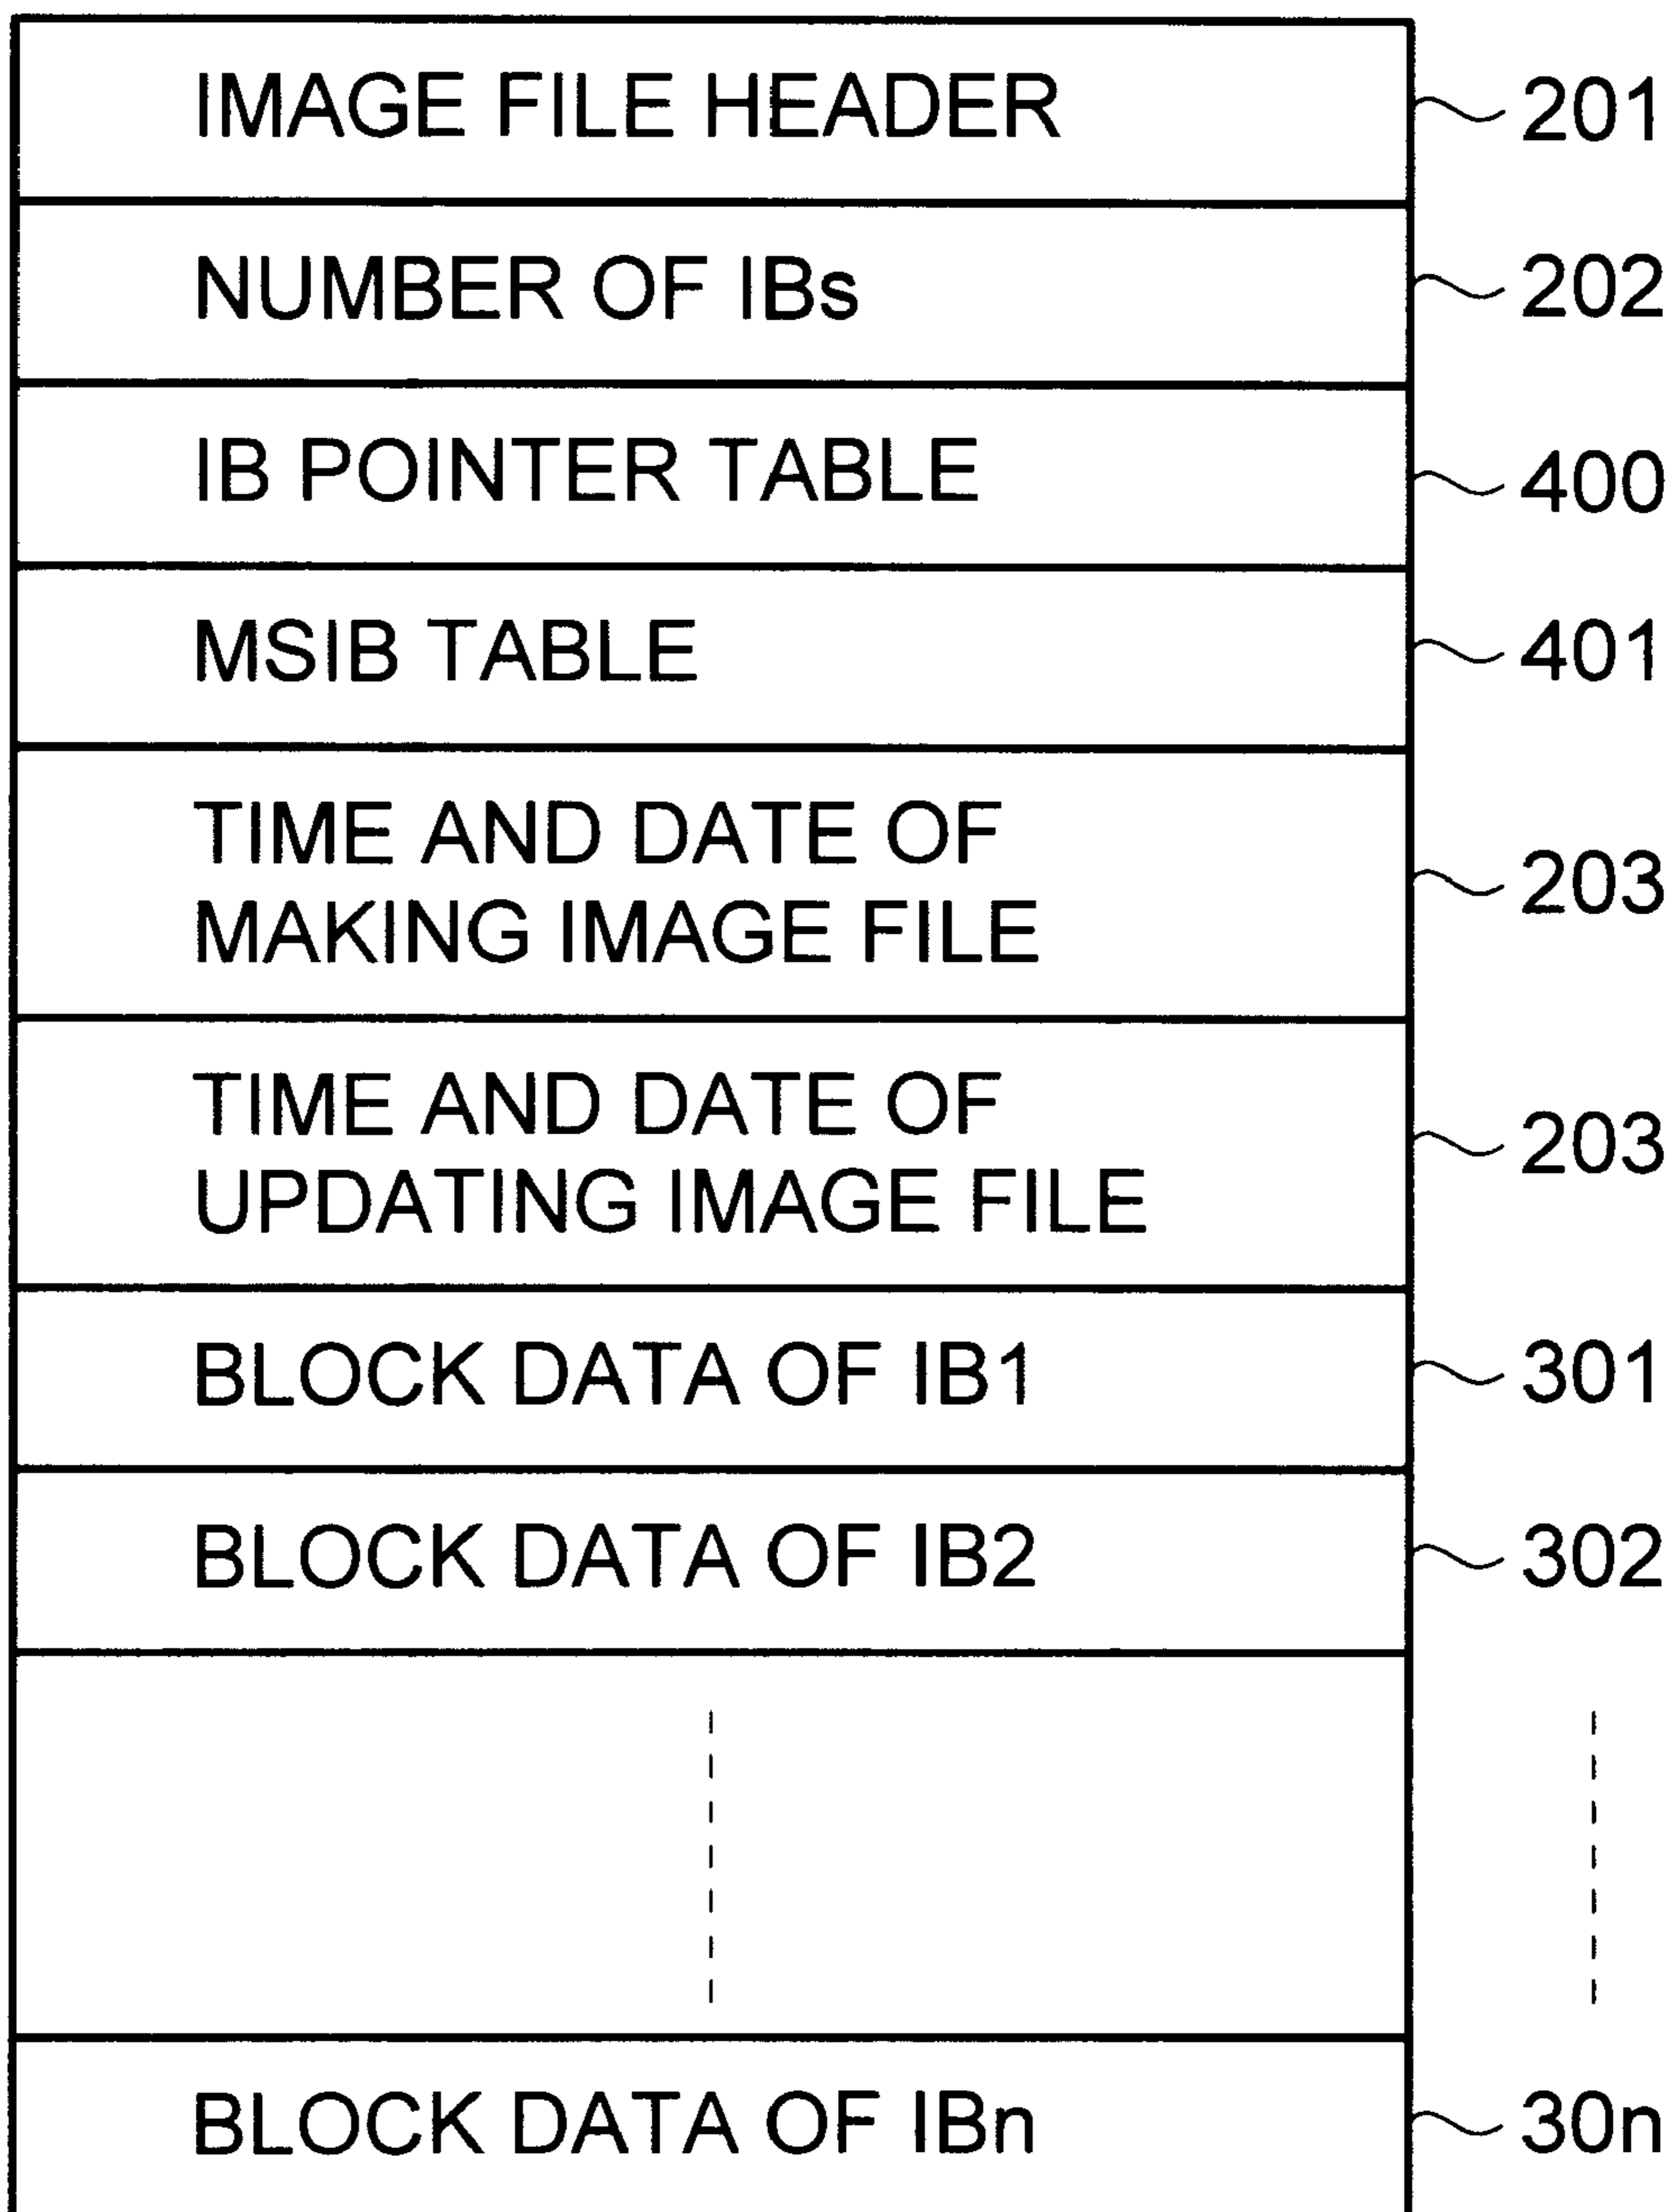 IMAGE FILE HEADER 201
NUMBER OF IBs 202
IB POINTER TABLE 400
MSIB TABLE 401
TIME AND DATE OF
MAKING IMAGE FILE 203
TIME AND DATE OF
UPDATING IMAGE FILE 203
BLOCK DATA OF IB1 301
BLOCK DATA OF IB2 302
BLOCK DATA OF IBn 30n